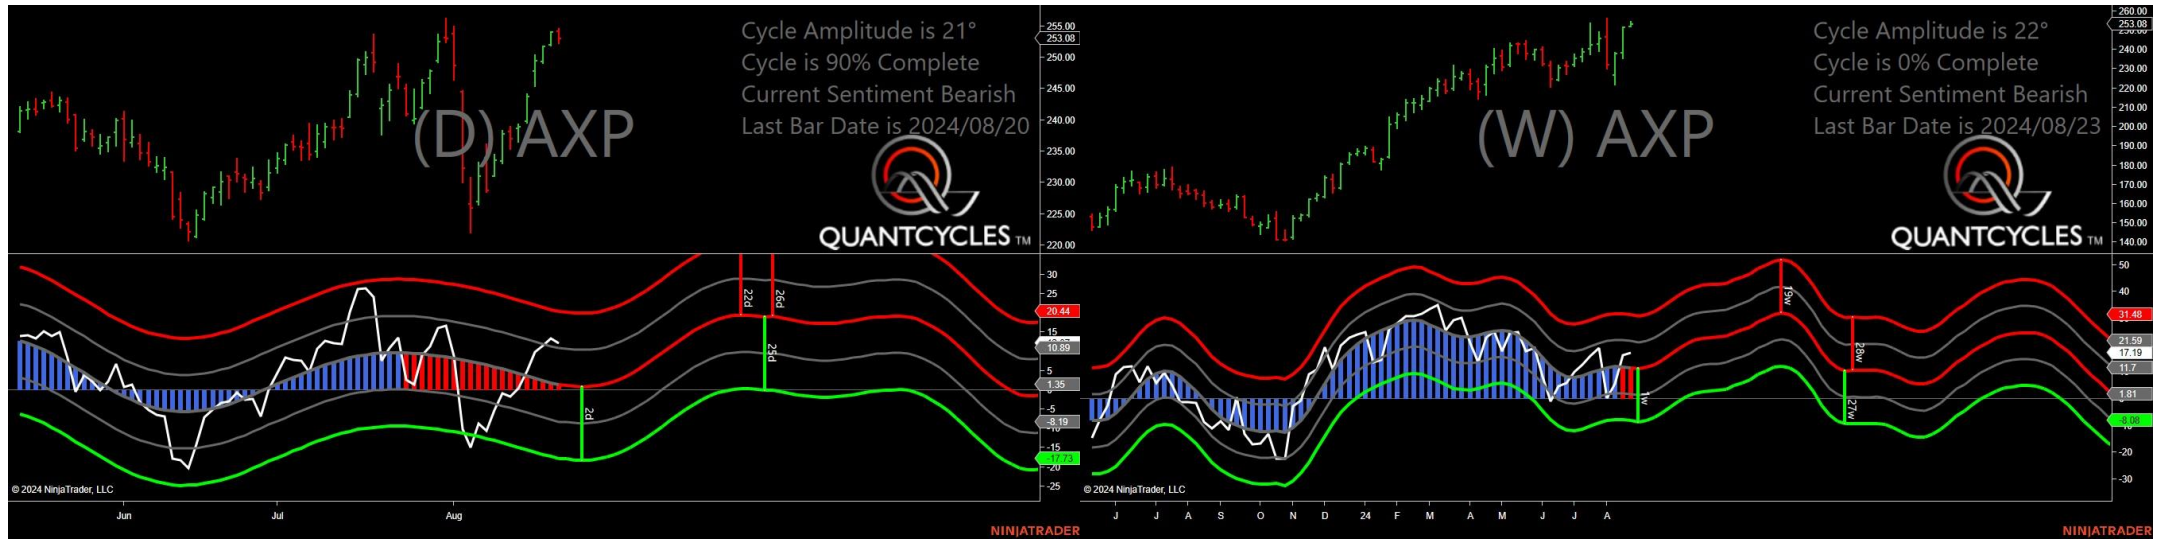 Cycle Amplitude is 21°
Cycle is 90% Complete
Current Sentiment Bearish
Last Bar Date is 2024/08/20
(D) AXP
QUANTCYCLES TM
255.00
253.08
250.00
245.00
240.00
235.00
230.00
225.00
220.00
30
25
20.44
15
10.89
5
1.35
-5
-8.19
-15
-17.73
-20
-25
22d
26d
25d
2d
© 2024 NinjaTrader, LLC
Jun Jul Aug
NINJATRADER
Cycle Amplitude is 22°
Cycle is 0% Complete
Current Sentiment Bearish
Last Bar Date is 2024/08/23
(W) AXP
QUANTCYCLES TM
260.00
253.08
240.00
230.00
220.00
210.00
200.00
190.00
180.00
170.00
160.00
150.00
140.00
50
40
31.48
21.59
17.19
11.7
1.81
-8.08
-20
-30
19w
28w
1w
27w
© 2024 NinjaTrader, LLC
J J A S O N D 24 F M A M J J A
NINJATRADER